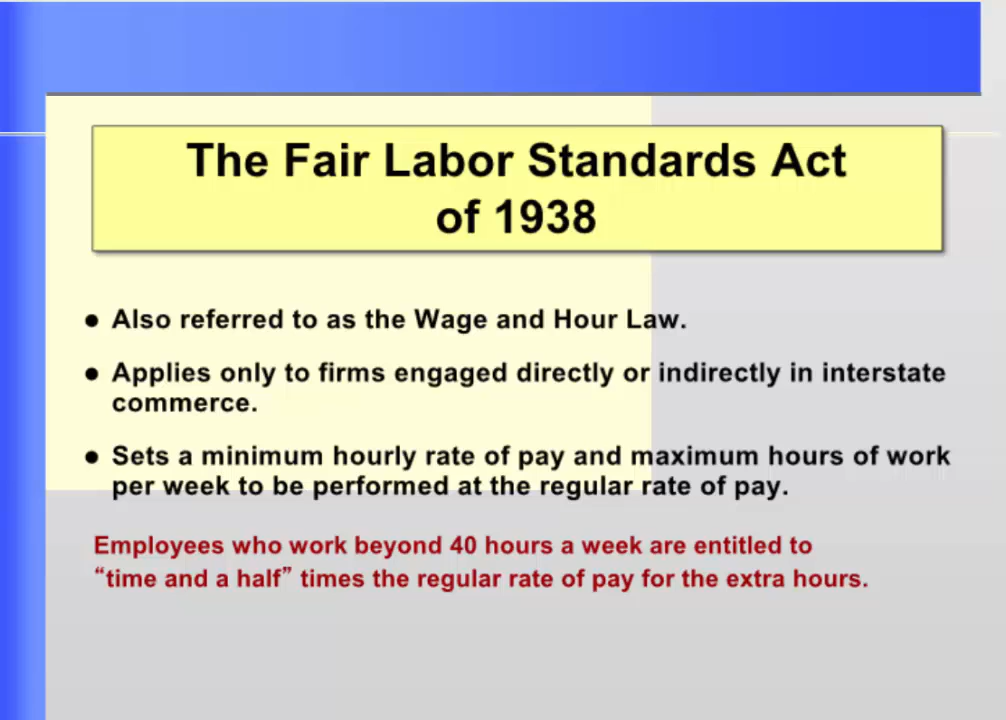 The Fair Labor Standards Act
of 1938
● Also referred to as the Wage and Hour Law.
● Applies only to firms engaged directly or indirectly in interstate
commerce.
● Sets a minimum hourly rate of pay and maximum hours of work
per week to be performed at the regular rate of pay.
Employees who work beyond 40 hours a week are entitled to
“time and a half” times the regular rate of pay for the extra hours.